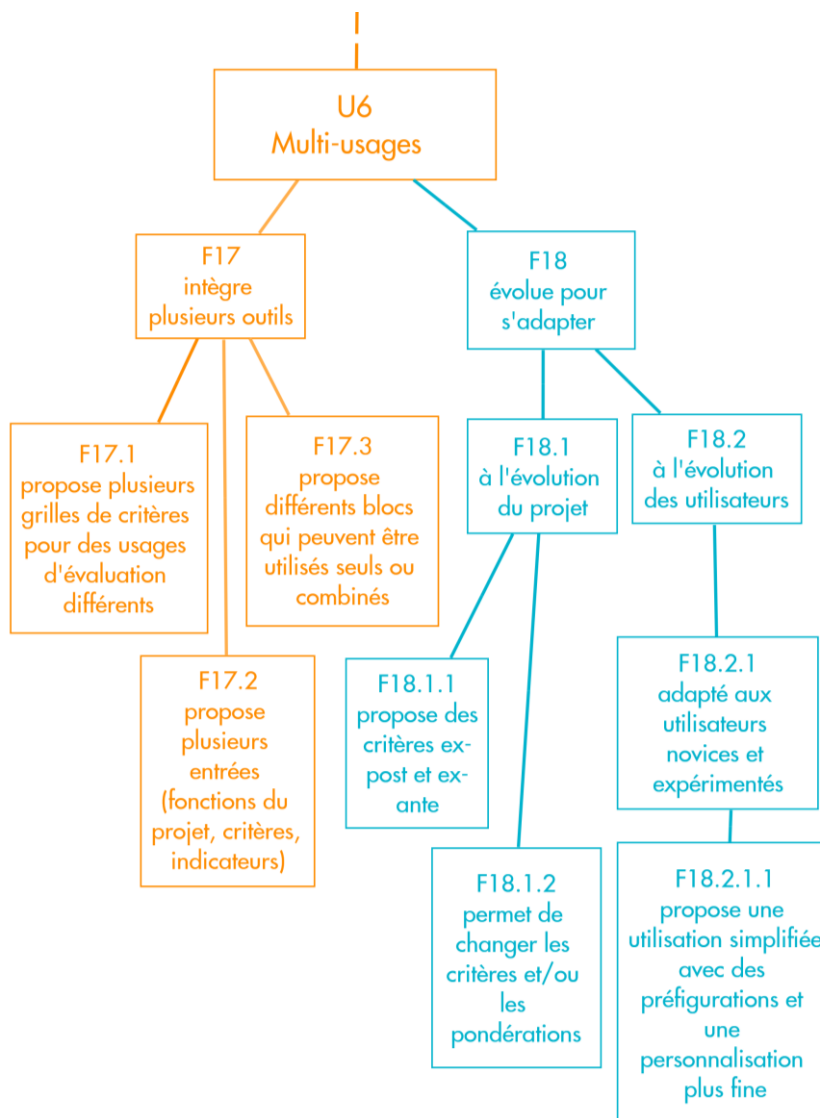 U6
Multi-usages
F17
intègre
plusieurs outils
F18
évolue pour
s'adapter
F17.1
propose plusieurs
grilles de critères
pour des usages
d'évaluation
différents
F17.3
propose
différents blocs
qui peuvent être
utilisés seuls ou
combinés
F18.1
à l'évolution
du projet
F18.2
à l'évolution
des utilisateurs
F17.2
propose
plusieurs
entrées
(fonctions du
projet, critères,
indicateurs)
F18.1.1
propose des
critères ex-
post et ex-
ante
F18.2.1
adapté aux
utilisateurs
novices et
expérimentés
F18.1.2
permet de
changer les
critères et/ou
les
pondérations
F18.2.1.1
propose une
utilisation simplifiée
avec des
préfigurations et
une
personnalisation
plus fine